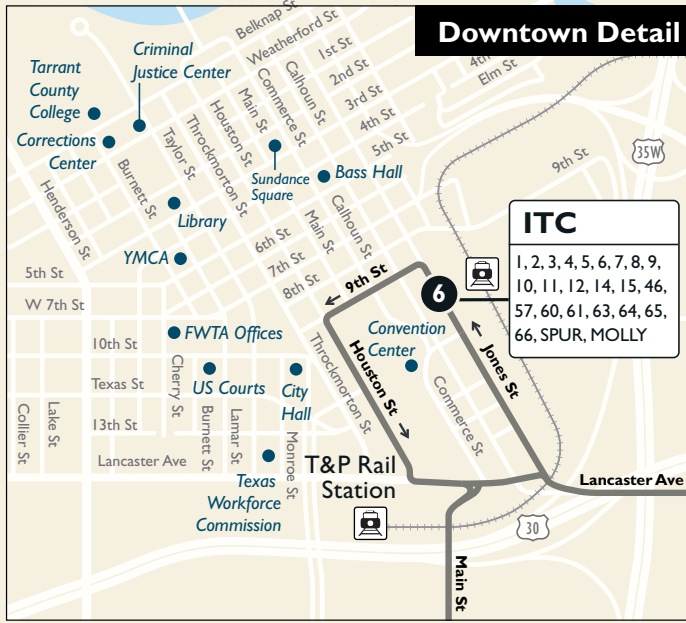 Downtown Detail
Belknap St
Weatherford St
1st St
2nd St
3rd St
4th St
5th St
Calhoun St
Commerce St
Main St
Houston St
Throckmorton St
Taylor St
Burnett St
Henderson St
4th St
Elm St
9th St
35W
Criminal
Justice Center
Tarrant
County
College
Corrections
Center
Sundance
Square
Bass Hall
Library
YMCA
6th St
7th St
8th St
Main St
Calhoun St
ITC
1, 2, 3, 4, 5, 6, 7, 8, 9,
10, 11, 12, 14, 15, 46,
57, 60, 61, 63, 64, 65,
66, SPUR, MOLLY
6
9th St
5th St
W 7th St
10th St
Texas St
13th St
Lancaster Ave
FWTA Offices
US Courts
City
Hall
Convention
Center
Houston St
Jones St
Commerce St
Throckmorton St
Cherry St
Burnett St
Lamar St
Monroe St
Collier St
Lake St
Texas
Workforce
Commission
T&P Rail
Station
Lancaster Ave
30
Main St